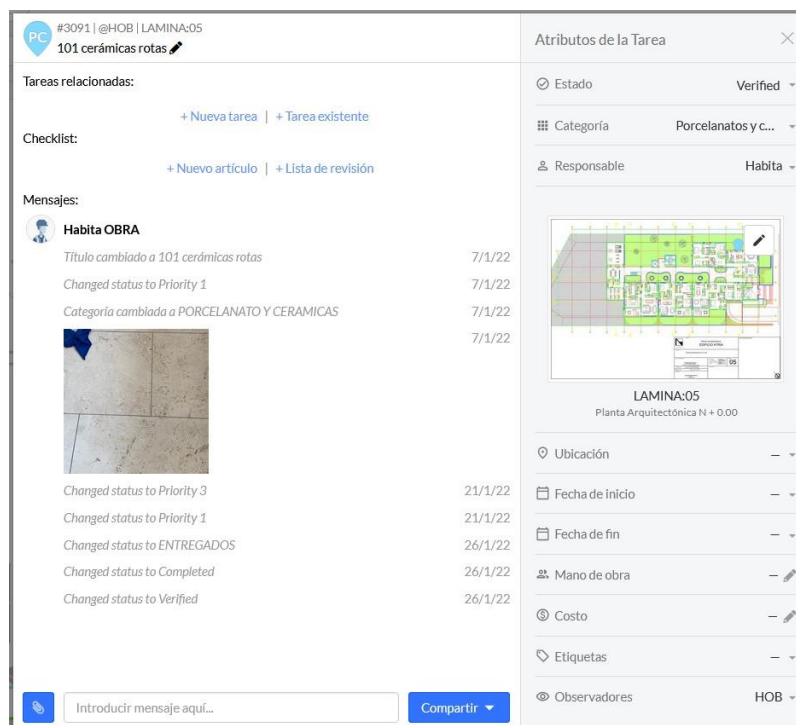 PC
#3091 | @HOB | LAMINA:05
101 cerámicas rotas
Tareas relacionadas:
+ Nueva tarea | + Tarea existente
Checklist:
+ Nuevo artículo | + Lista de revisión
Mensajes:
Habita OBRA
Título cambiado a 101 cerámicas rotas 7/1/22
Changed status to Priority 1 7/1/22
Categoría cambiada a PORCELANATO Y CERAMICAS 7/1/22
7/1/22
Changed status to Priority 3 21/1/22
Changed status to Priority 1 21/1/22
Changed status to ENTREGADOS 26/1/22
Changed status to Completed 26/1/22
Changed status to Verified 26/1/22
Introducir mensaje aquí...
Compartir
Atributos de la Tarea
Estado Verified
Categoría Porcelanatos y c...
Responsable Habita
05
LAMINA:05
Planta Arquitectónica N + 0.00
Ubicación –
Fecha de inicio –
Fecha de fin –
Mano de obra –
Costo –
Etiquetas –
Observadores HOB